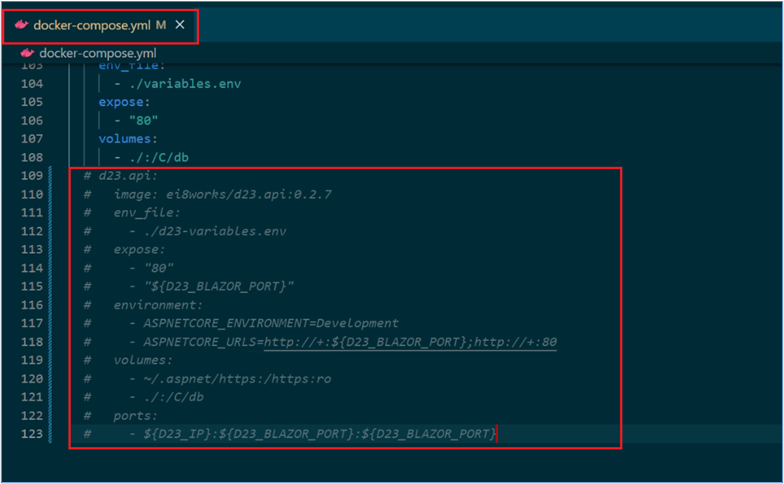 docker-compose.yml M ×
docker-compose.yml
103 env_file:
104 - ./variables.env
105 expose:
106 - "80"
107 volumes:
108 - ./:/C/db
109 # d23.api:
110 # image: ei8works/d23.api:0.2.7
111 # env_file:
112 # - ./d23-variables.env
113 # expose:
114 # - "80"
115 # - "${D23_BLAZOR_PORT}"
116 # environment:
117 # - ASPNETCORE_ENVIRONMENT=Development
118 # - ASPNETCORE_URLS=http://+:${D23_BLAZOR_PORT};http://+:80
119 # volumes:
120 # - ~/.aspnet/https:/https:ro
121 # - ./:/C/db
122 # ports:
123 # - ${D23_IP}:${D23_BLAZOR_PORT}:${D23_BLAZOR_PORT}